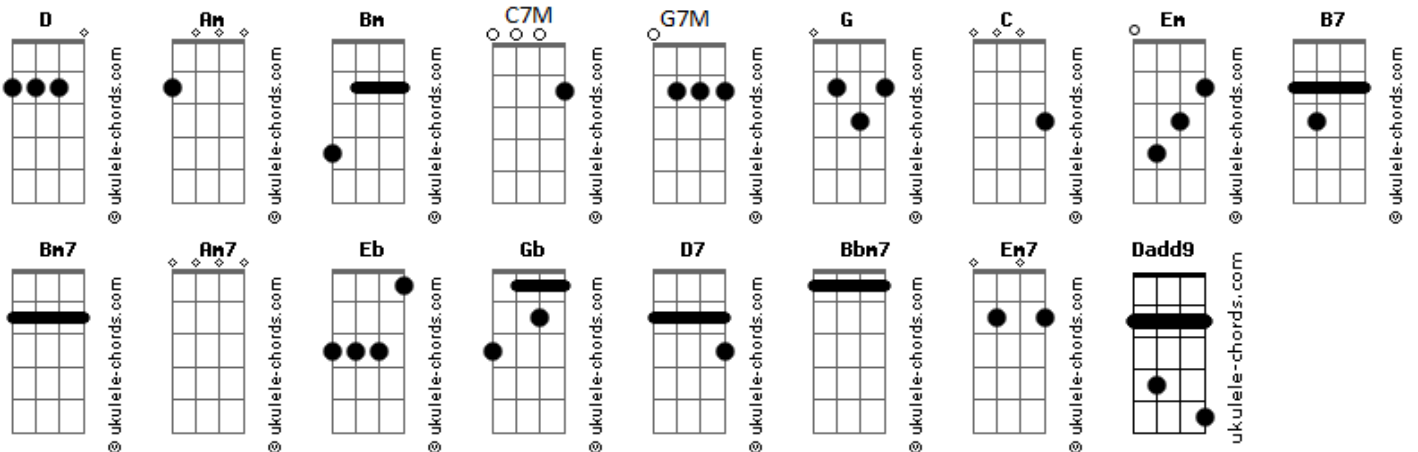 D Am Bm C7M G7M G C Em B7
© ukulele-chords.com © ukulele-chords.com © ukulele-chords.com © ukulele-chords.com © ukulele-chords.com © ukulele-chords.com © ukulele-chords.com © ukulele-chords.com © ukulele-chords.com
Bm7 Am7 Eb Gb D7 Bbm7 Em7 Dadd9
© ukulele-chords.com © ukulele-chords.com © ukulele-chords.com © ukulele-chords.com © ukulele-chords.com © ukulele-chords.com © ukulele-chords.com ukulele-chords.com